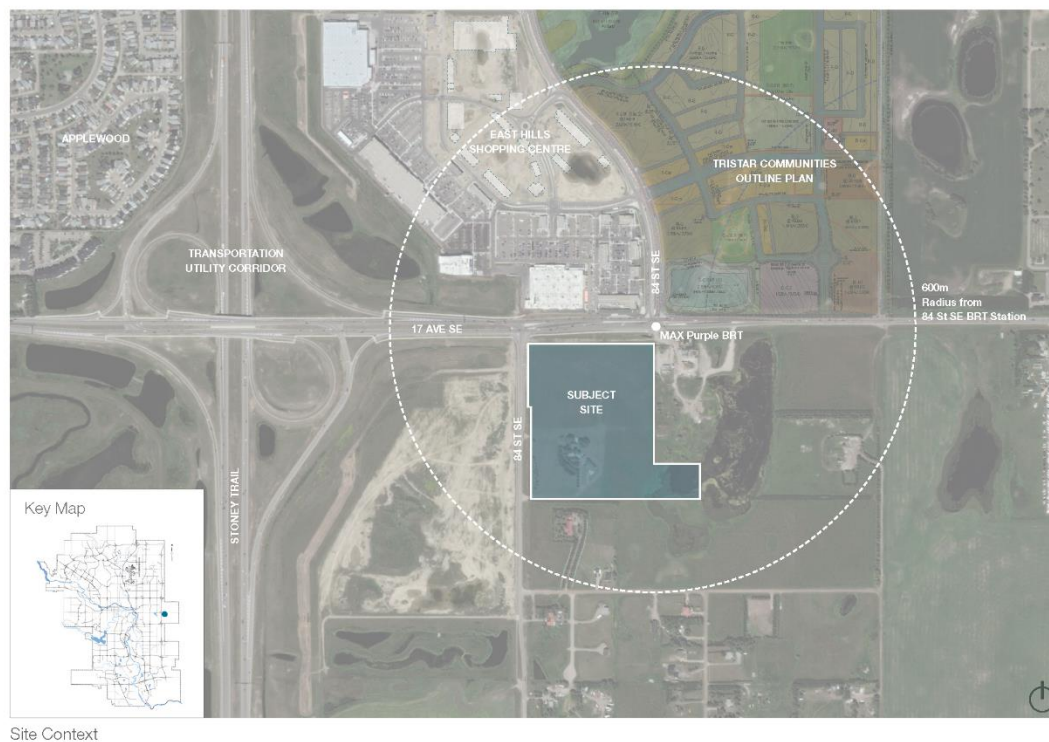 APPLEWOOD
EAST HILLS
SHOPPING CENTRE
TRISTAR COMMUNITIES
OUTLINE PLAN
TRANSPORTATION
UTILITY CORRIDOR
84 ST SE
600m
Radius from
84 St SE BRT Station
17 AVE SE
MAX Purple BRT
SUBJECT
SITE
84 ST SE
STONEY TRAIL
Key Map
Site Context